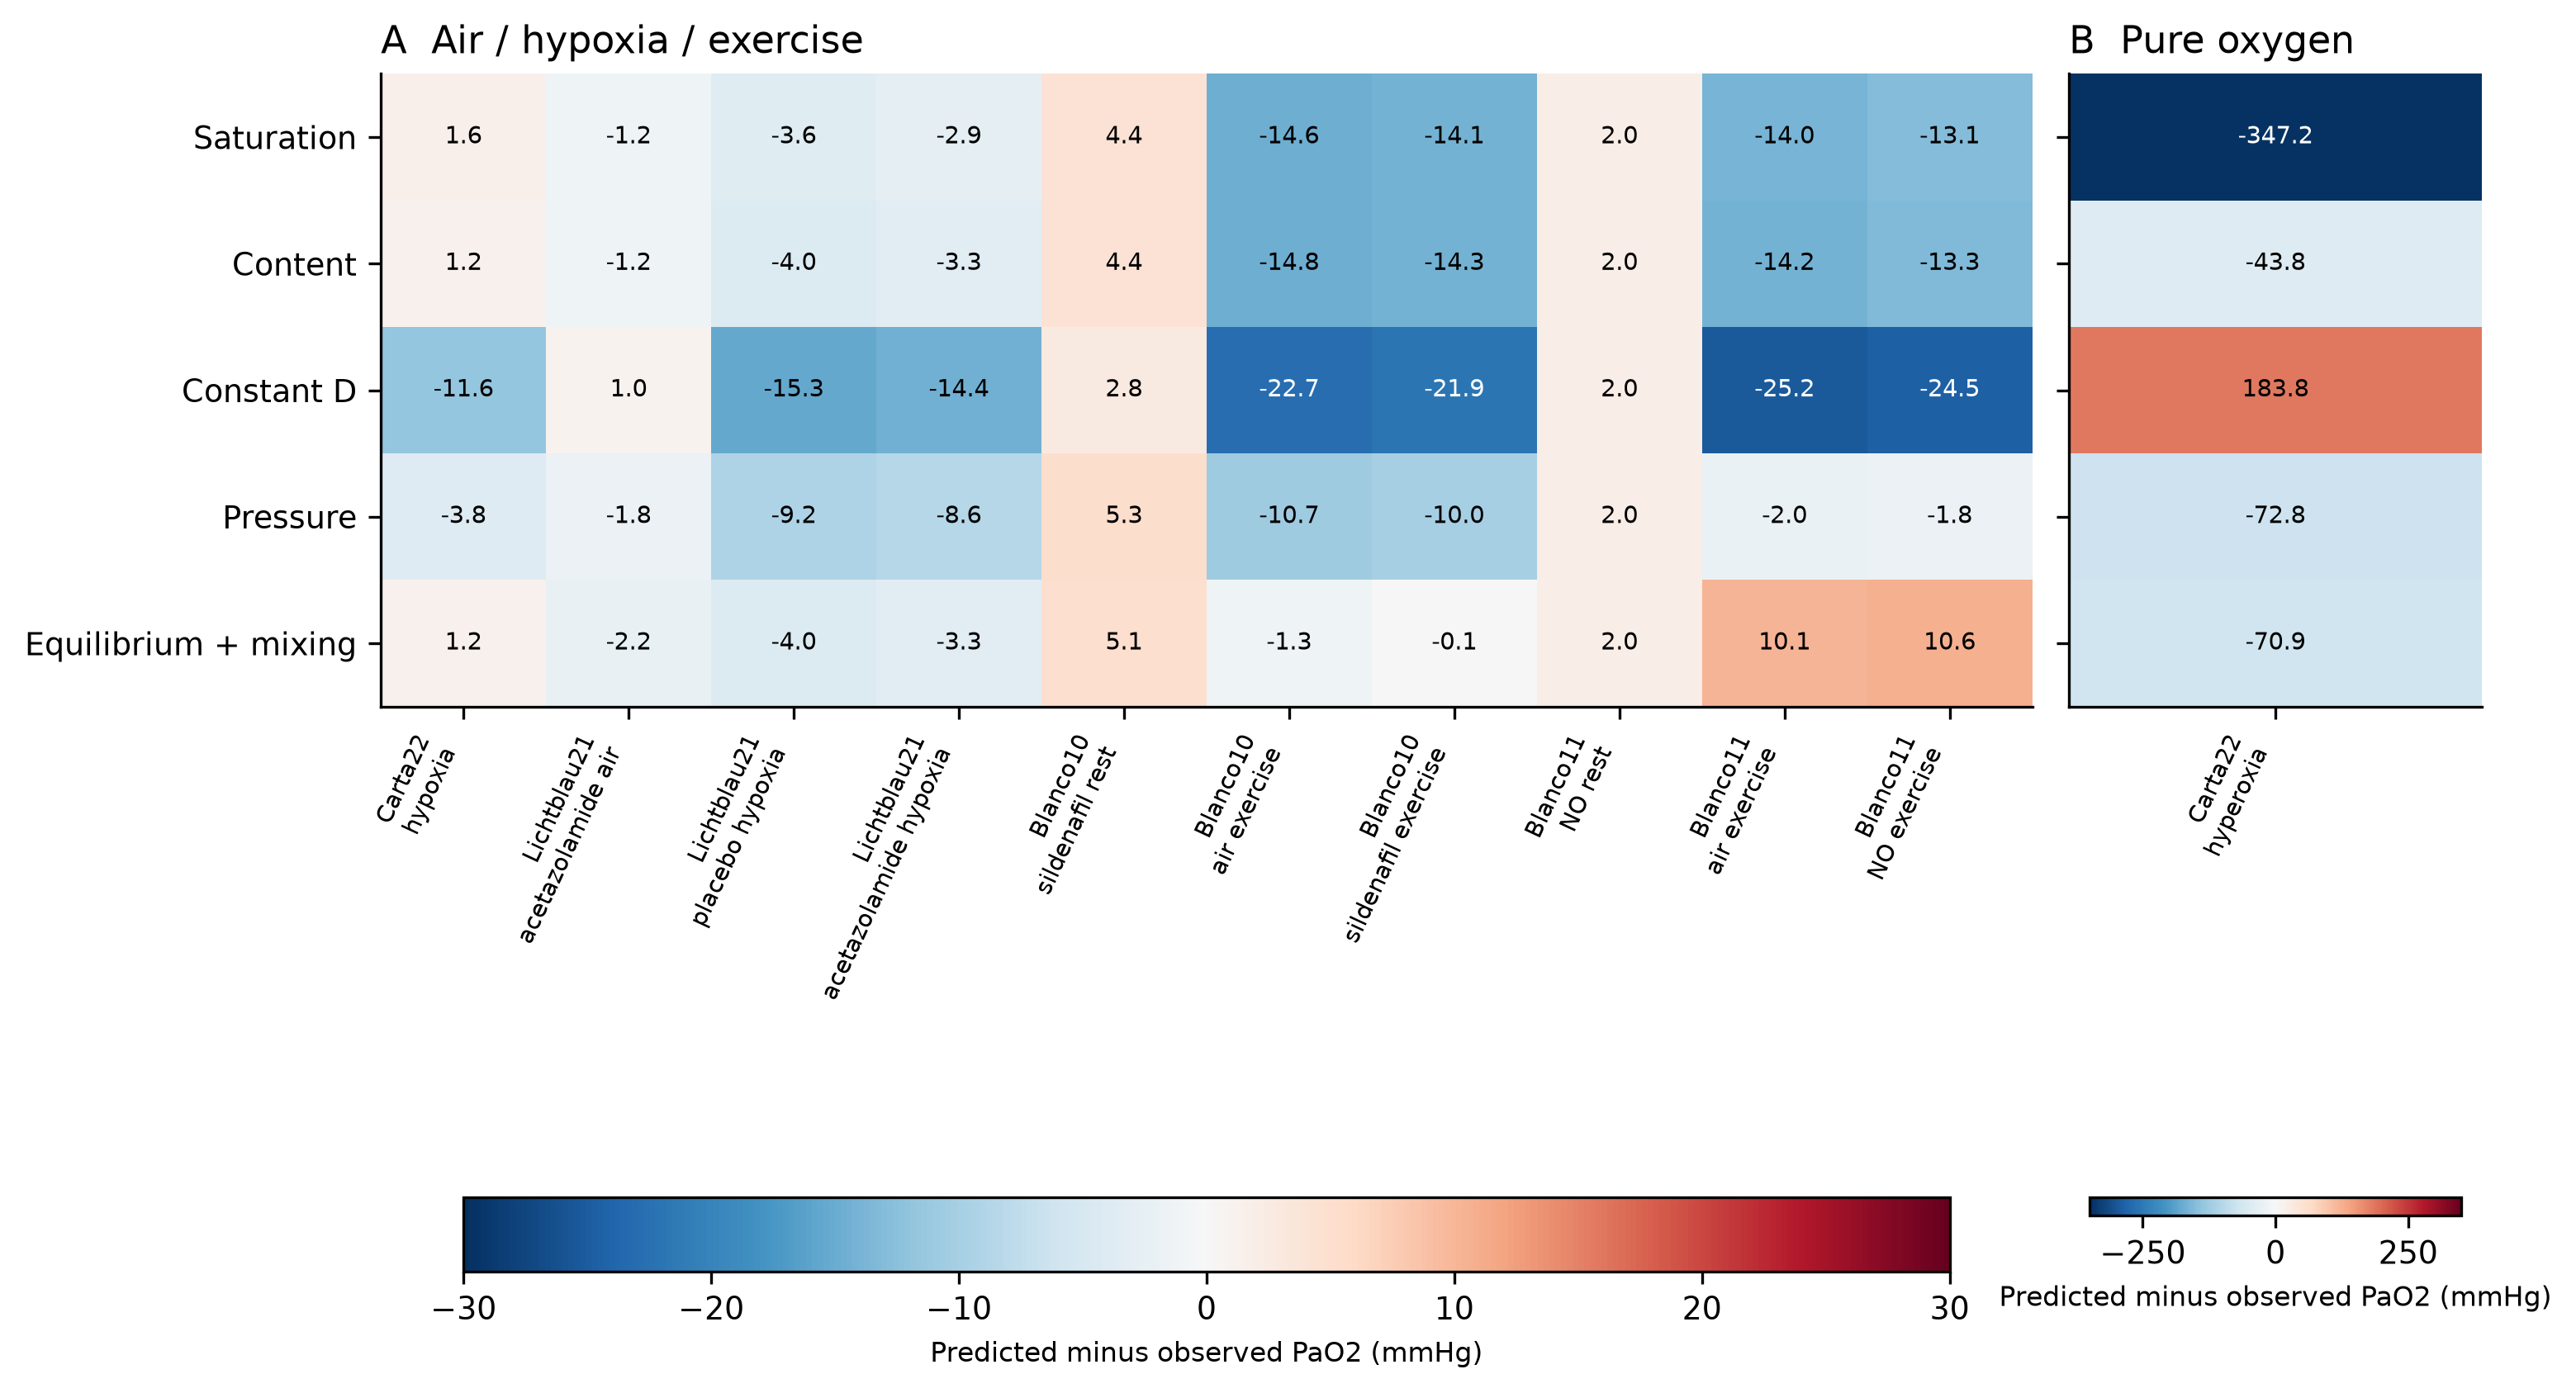 A  Air / hypoxia / exercise
B  Pure oxygen
Saturation 1.6 -1.2 -3.6 -2.9 4.4 -14.6 -14.1 2.0 -14.0 -13.1 -347.2
Content 1.2 -1.2 -4.0 -3.3 4.4 -14.8 -14.3 2.0 -14.2 -13.3 -43.8
Constant D -11.6 1.0 -15.3 -14.4 2.8 -22.7 -21.9 2.0 -25.2 -24.5 183.8
Pressure -3.8 -1.8 -9.2 -8.6 5.3 -10.7 -10.0 2.0 -2.0 -1.8 -72.8
Equilibrium + mixing 1.2 -2.2 -4.0 -3.3 5.1 -1.3 -0.1 2.0 10.1 10.6 -70.9
Carta22
hypoxia
Lichtblau21
acetazolamide air
Lichtblau21
placebo hypoxia
Lichtblau21
acetazolamide hypoxia
Blanco10
sildenafil rest
Blanco10
air exercise
Blanco10
sildenafil exercise
Blanco11
NO rest
Blanco11
air exercise
Blanco11
NO exercise
Carta22
hyperoxia
−30 −20 −10 0 10 20 30
Predicted minus observed PaO2 (mmHg)
−250 0 250
Predicted minus observed PaO2 (mmHg)